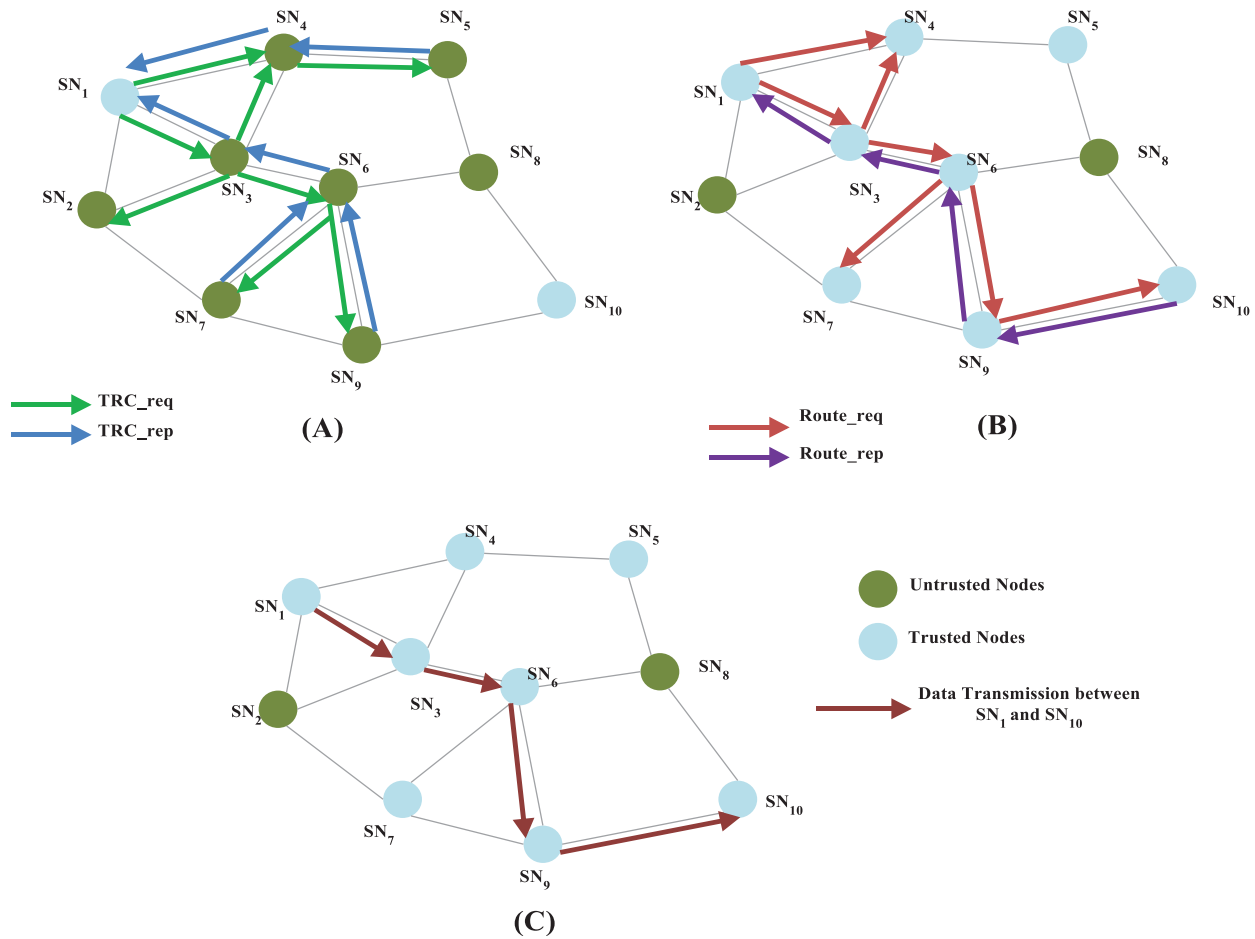 SN4
SN5
SN1
SN6
SN8
SN3
SN2
SN10
SN7
SN9
TRC_req
TRC_rep
(A)
SN4
SN5
SN1
SN8
SN6
SN3
SN2
SN10
SN7
SN9
Route_req
Route_rep
(B)
SN4
SN5
SN1
SN8
SN6
SN3
SN2
SN10
SN7
SN9
(C)
Untrusted Nodes
Trusted Nodes
Data Transmission between
SN1 and SN10